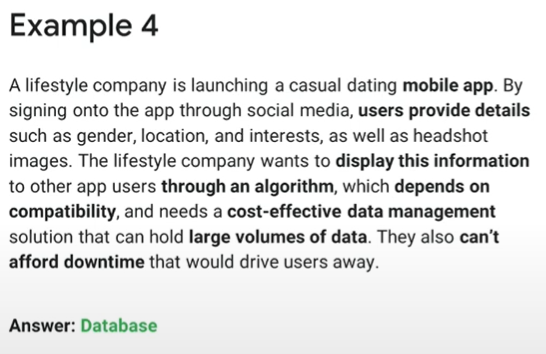 Example 4
A lifestyle company is launching a casual dating mobile app. By
signing onto the app through social media, users provide details
such as gender, location, and interests, as well as headshot
images. The lifestyle company wants to display this information
to other app users through an algorithm, which depends on
compatibility, and needs a cost-effective data management
solution that can hold large volumes of data. They also can't
afford downtime that would drive users away.
Answer: Database